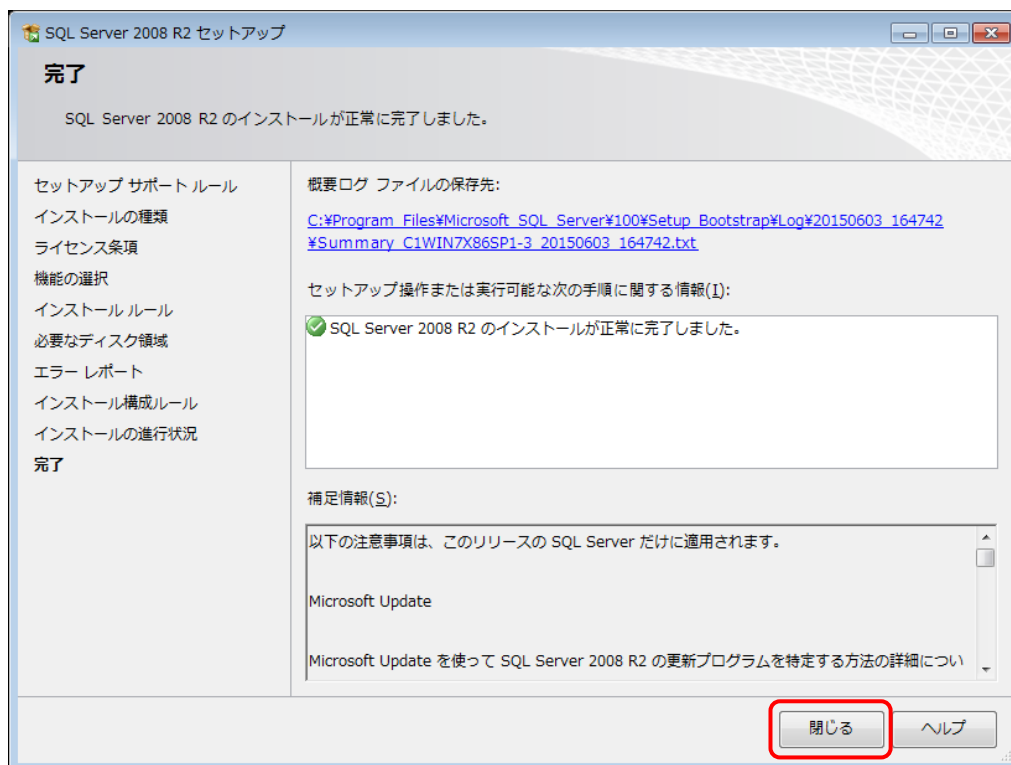 SQL Server 2008 R2 セットアップ
完了
SQL Server 2008 R2 のインストールが正常に完了しました。
セットアップ サポート ルール
インストールの種類
ライセンス条項
機能の選択
インストール ルール
必要なディスク領域
エラー レポート
インストール構成ルール
インストールの進行状況
完了
概要ログ ファイルの保存先:
C:¥Program Files¥Microsoft SQL Server¥100¥Setup Bootstrap¥Log¥20150603_164742
¥Summary_C1WIN7X86SP1-3_20150603_164742.txt
セットアップ操作または実行可能な次の手順に関する情報(I):
SQL Server 2008 R2 のインストールが正常に完了しました。
補足情報(S):
以下の注意事項は、このリリースの SQL Server だけに適用されます。
Microsoft Update
Microsoft Update を使って SQL Server 2008 R2 の更新プログラムを特定する方法の詳細につい
閉じる
ヘルプ